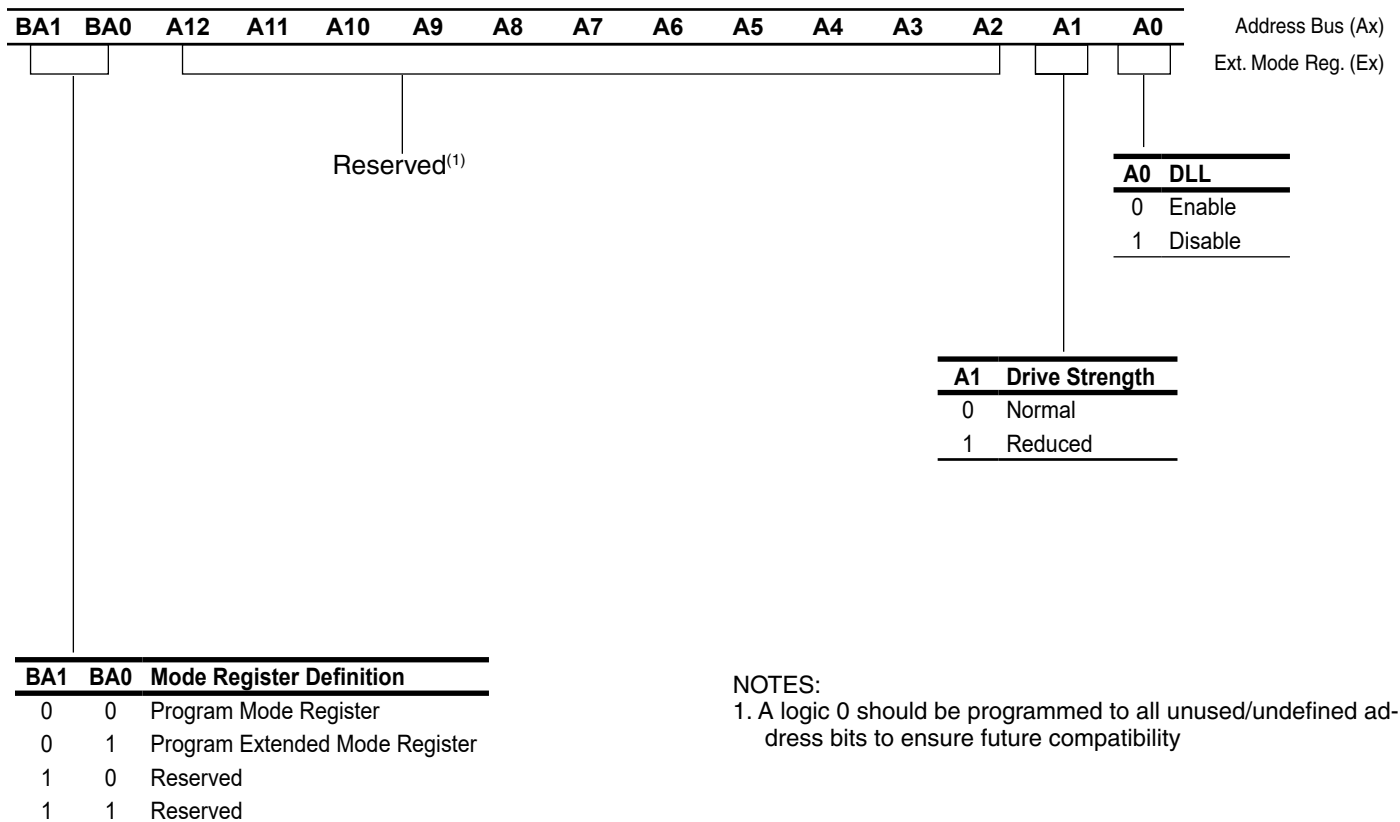 BA1 BA0 A12 A11 A10 A9 A8 A7 A6 A5 A4 A3 A2 A1 A0 Address Bus (Ax)
Ext. Mode Reg. (Ex)
Reserved(1)
A0 DLL
0 Enable
1 Disable
A1 Drive Strength
0 Normal
1 Reduced
BA1 BA0 Mode Register Definition
0 0 Program Mode Register
0 1 Program Extended Mode Register
1 0 Reserved
1 1 Reserved
NOTES:
1. A logic 0 should be programmed to all unused/undefined ad-
dress bits to ensure future compatibility